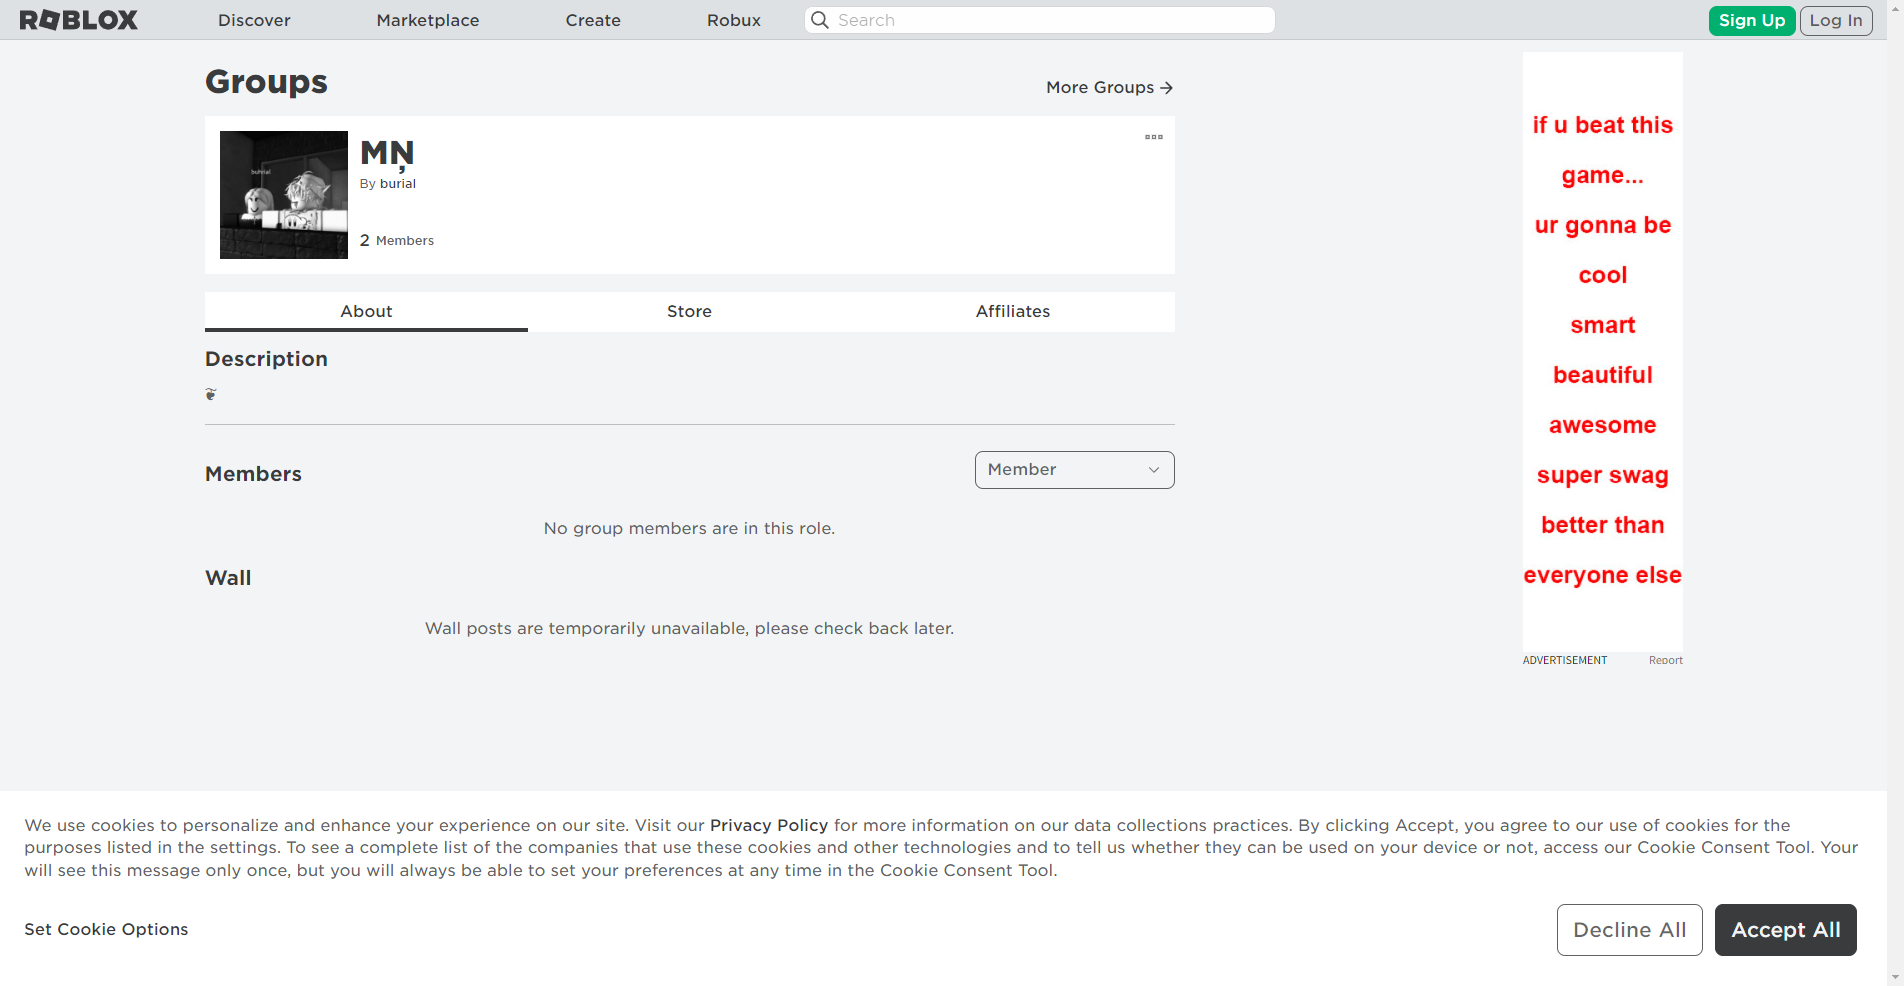 ROBLOX Discover Marketplace Create Robux Search Sign Up Log In
Groups
More Groups →
MŅ
By burial
2 Members
About Store Affiliates
Description
❦
Members
Member
No group members are in this role.
Wall
Wall posts are temporarily unavailable, please check back later.
if u beat this
game...
ur gonna be
cool
smart
beautiful
awesome
super swag
better than
everyone else
ADVERTISEMENT Report
We use cookies to personalize and enhance your experience on our site. Visit our Privacy Policy for more information on our data collections practices. By clicking Accept, you agree to our use of cookies for the
purposes listed in the settings. To see a complete list of the companies that use these cookies and other technologies and to tell us whether they can be used on your device or not, access our Cookie Consent Tool. Your
will see this message only once, but you will always be able to set your preferences at any time in the Cookie Consent Tool.
Set Cookie Options
Decline All Accept All